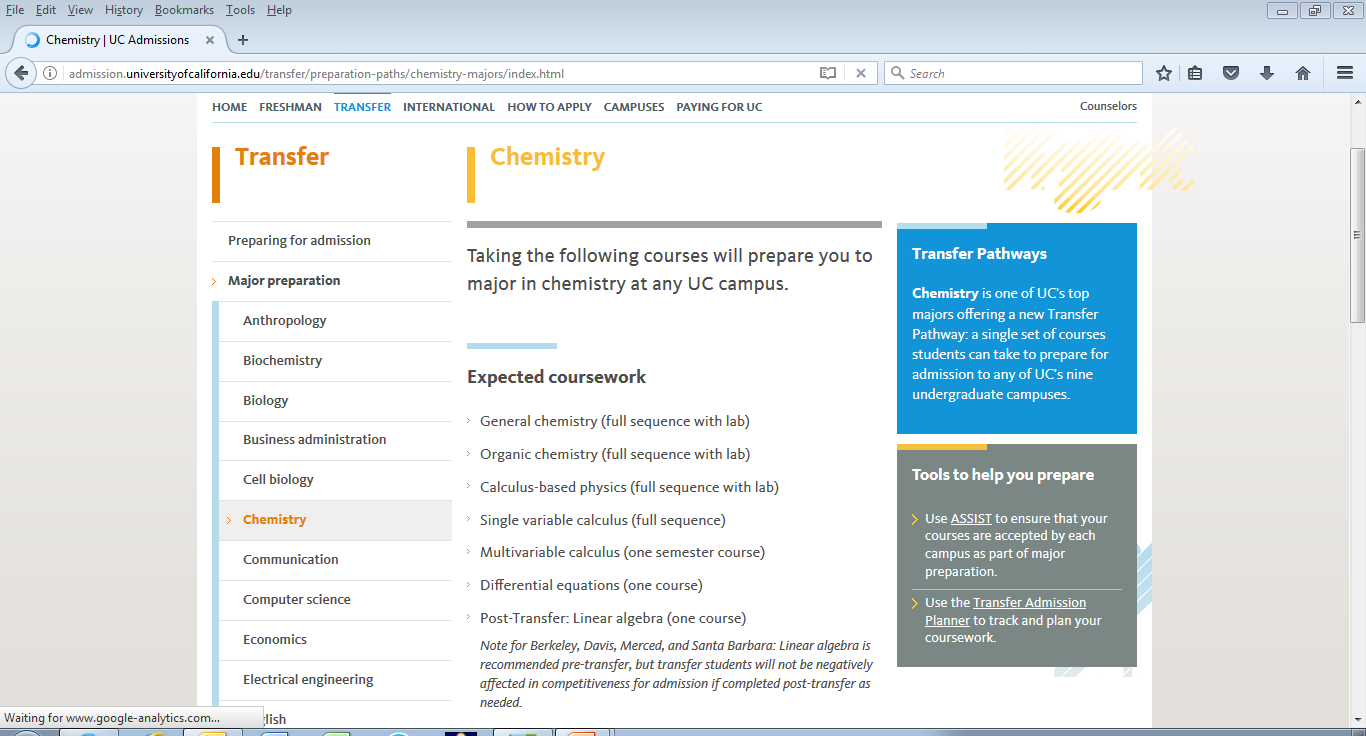 File Edit View History Bookmarks Tools Help
Chemistry | UC Admissions
admission.universityofcalifornia.edu/transfer/preparation-paths/chemistry-majors/index.html
Search
HOME FRESHMAN TRANSFER INTERNATIONAL HOW TO APPLY CAMPUSES PAYING FOR UC
Counselors
Transfer
Preparing for admission
Major preparation
Anthropology
Biochemistry
Biology
Business administration
Cell biology
Chemistry
Communication
Computer science
Economics
Electrical engineering
Chemistry
Taking the following courses will prepare you to
major in chemistry at any UC campus.
Expected coursework
General chemistry (full sequence with lab)
Organic chemistry (full sequence with lab)
Calculus-based physics (full sequence with lab)
Single variable calculus (full sequence)
Multivariable calculus (one semester course)
Differential equations (one course)
Post-Transfer: Linear algebra (one course)
Note for Berkeley, Davis, Merced, and Santa Barbara: Linear algebra is
recommended pre-transfer, but transfer students will not be negatively
affected in competitiveness for admission if completed post-transfer as
needed.
Transfer Pathways
Chemistry is one of UC's top
majors offering a new Transfer
Pathway: a single set of courses
students can take to prepare for
admission to any of UC's nine
undergraduate campuses.
Tools to help you prepare
Use ASSIST to ensure that your
courses are accepted by each
campus as part of major
preparation.
Use the Transfer Admission
Planner to track and plan your
coursework.
Waiting for www.google-analytics.com...